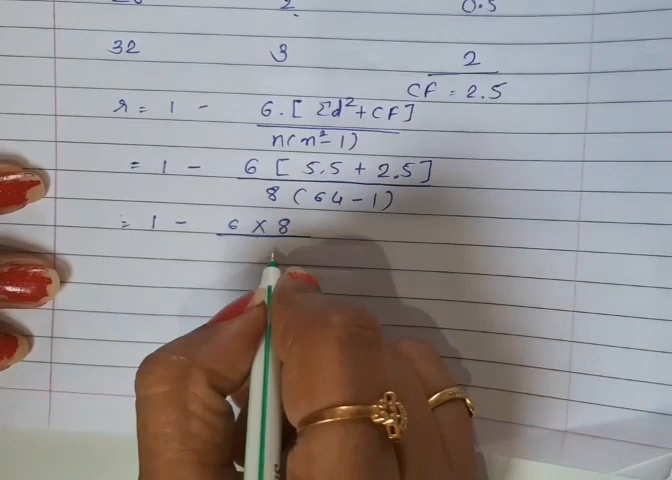 2 0.5
32 3 2
CF = 2.5
r = 1 - 6.[Σd²+CF]
n(n²-1)
= 1 - 6[5.5+2.5]
8(64-1)
= 1 - 6×8